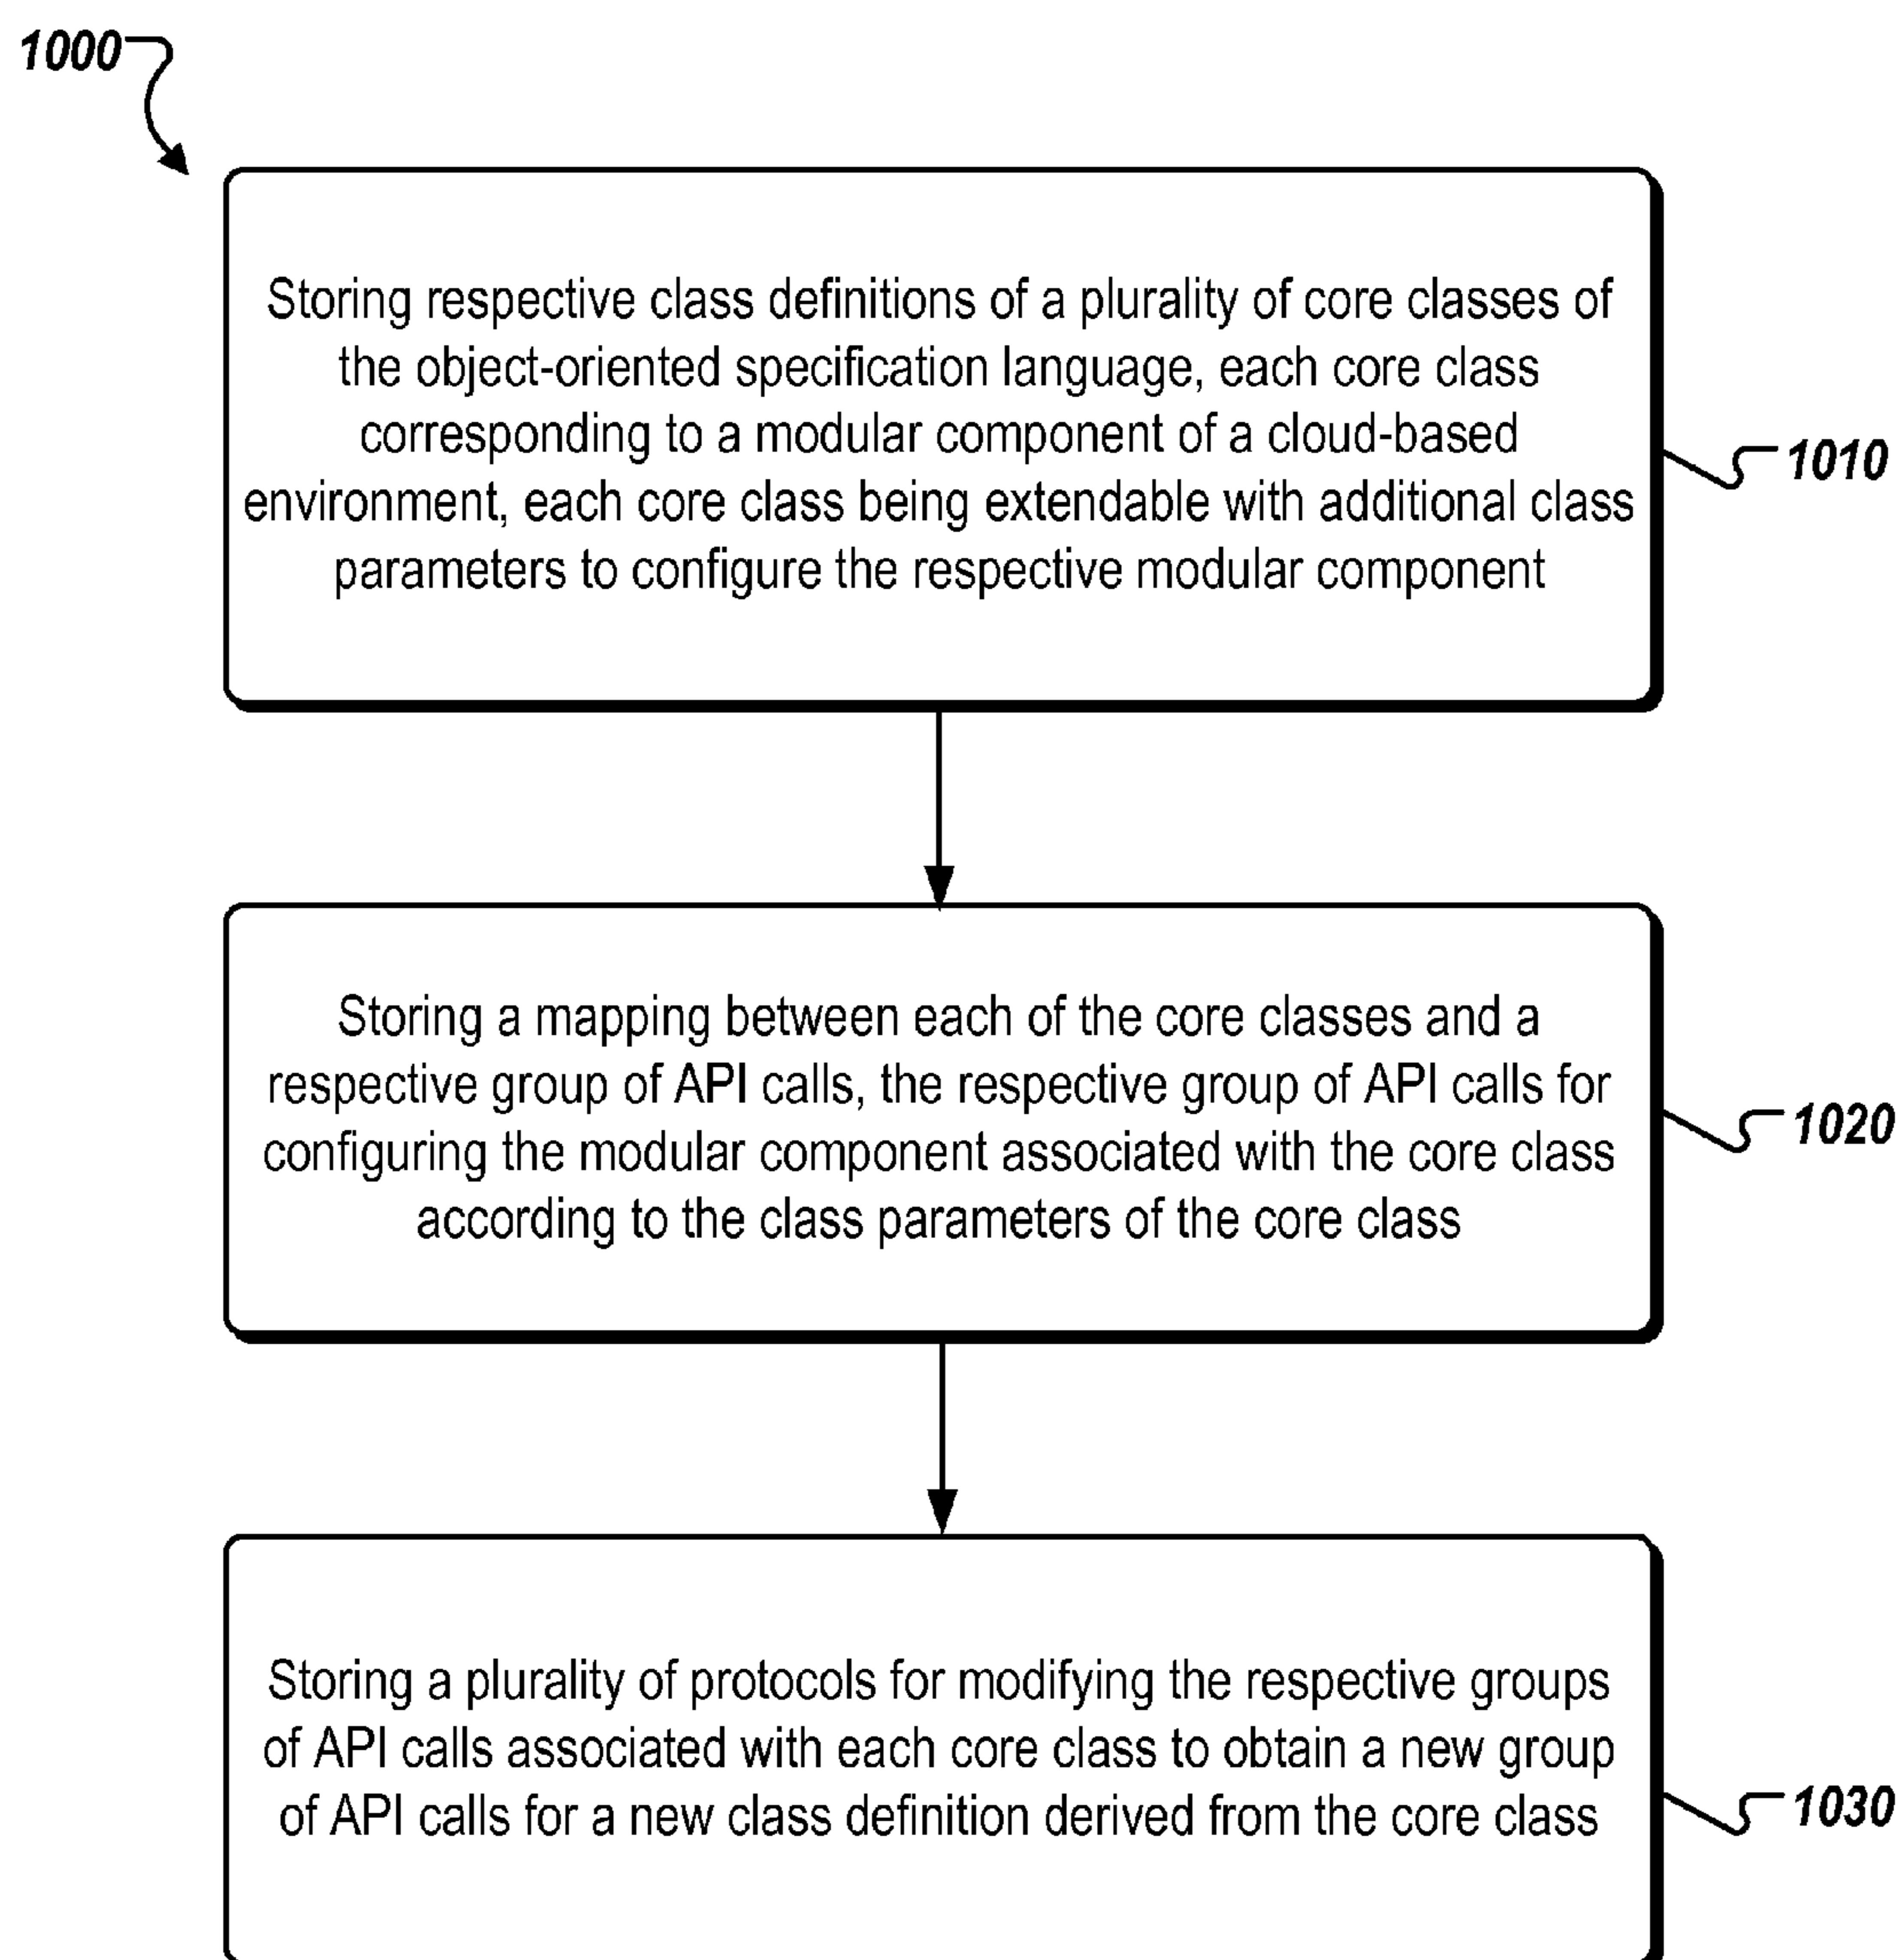 1000
Storing respective class definitions of a plurality of core classes of
the object-oriented specification language, each core class
corresponding to a modular component of a cloud-based
environment, each core class being extendable with additional class
parameters to configure the respective modular component
1010
Storing a mapping between each of the core classes and a
respective group of API calls, the respective group of API calls for
configuring the modular component associated with the core class
according to the class parameters of the core class
1020
Storing a plurality of protocols for modifying the respective groups
of API calls associated with each core class to obtain a new group
of API calls for a new class definition derived from the core class
1030